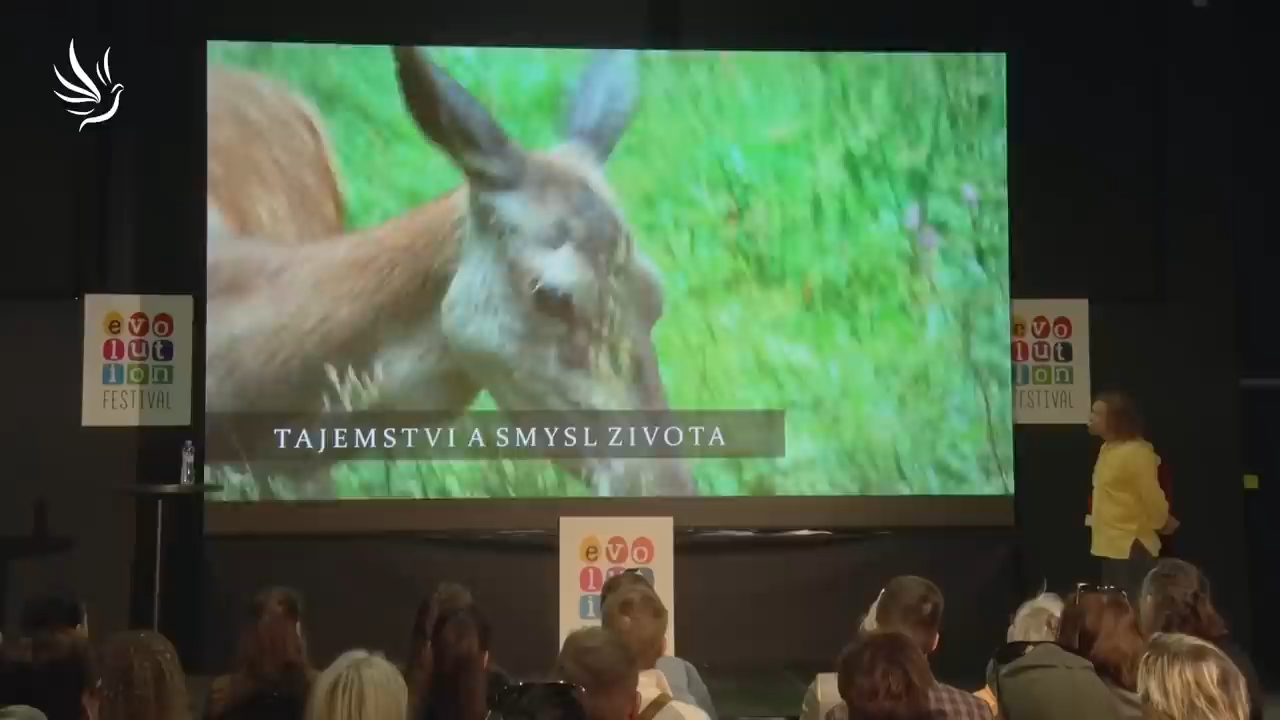 evo
lut
ion
FESTIVAL
TAJEMSTVI A SMYSL ZIVOTA
evo
lut
ion
FESTIVAL
evo